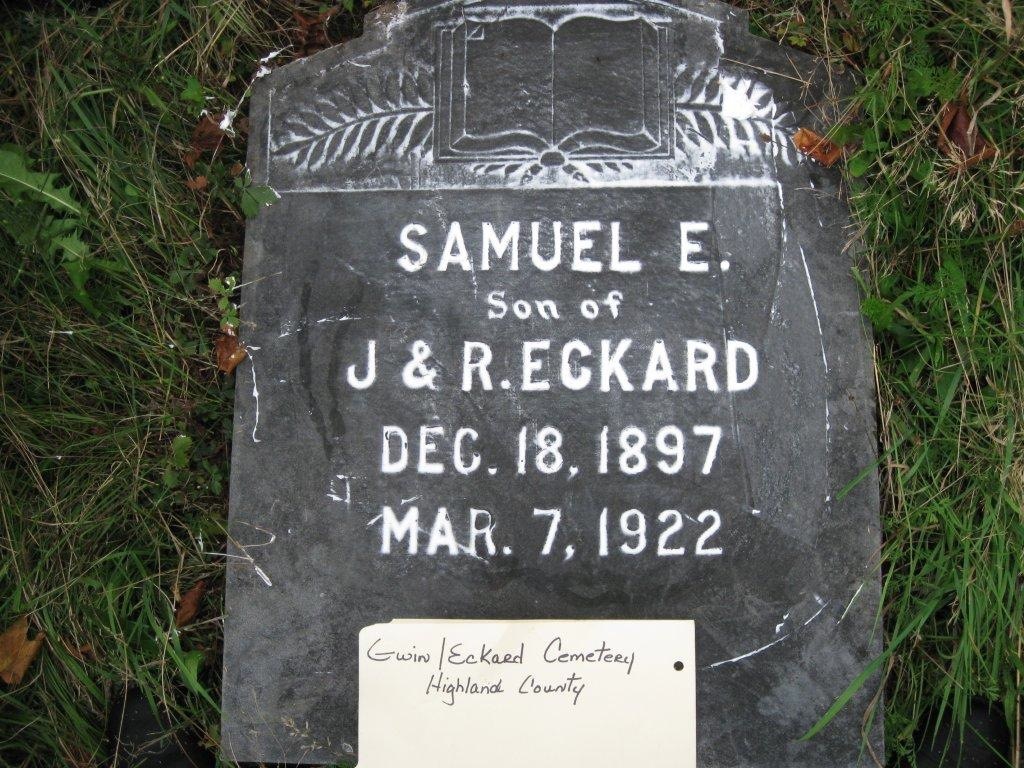 SAMUEL E.
Son of
J & R. ECKARD
DEC. 18, 1897
MAR. 7, 1922
Gwin / Eckard Cemetery
Highland County